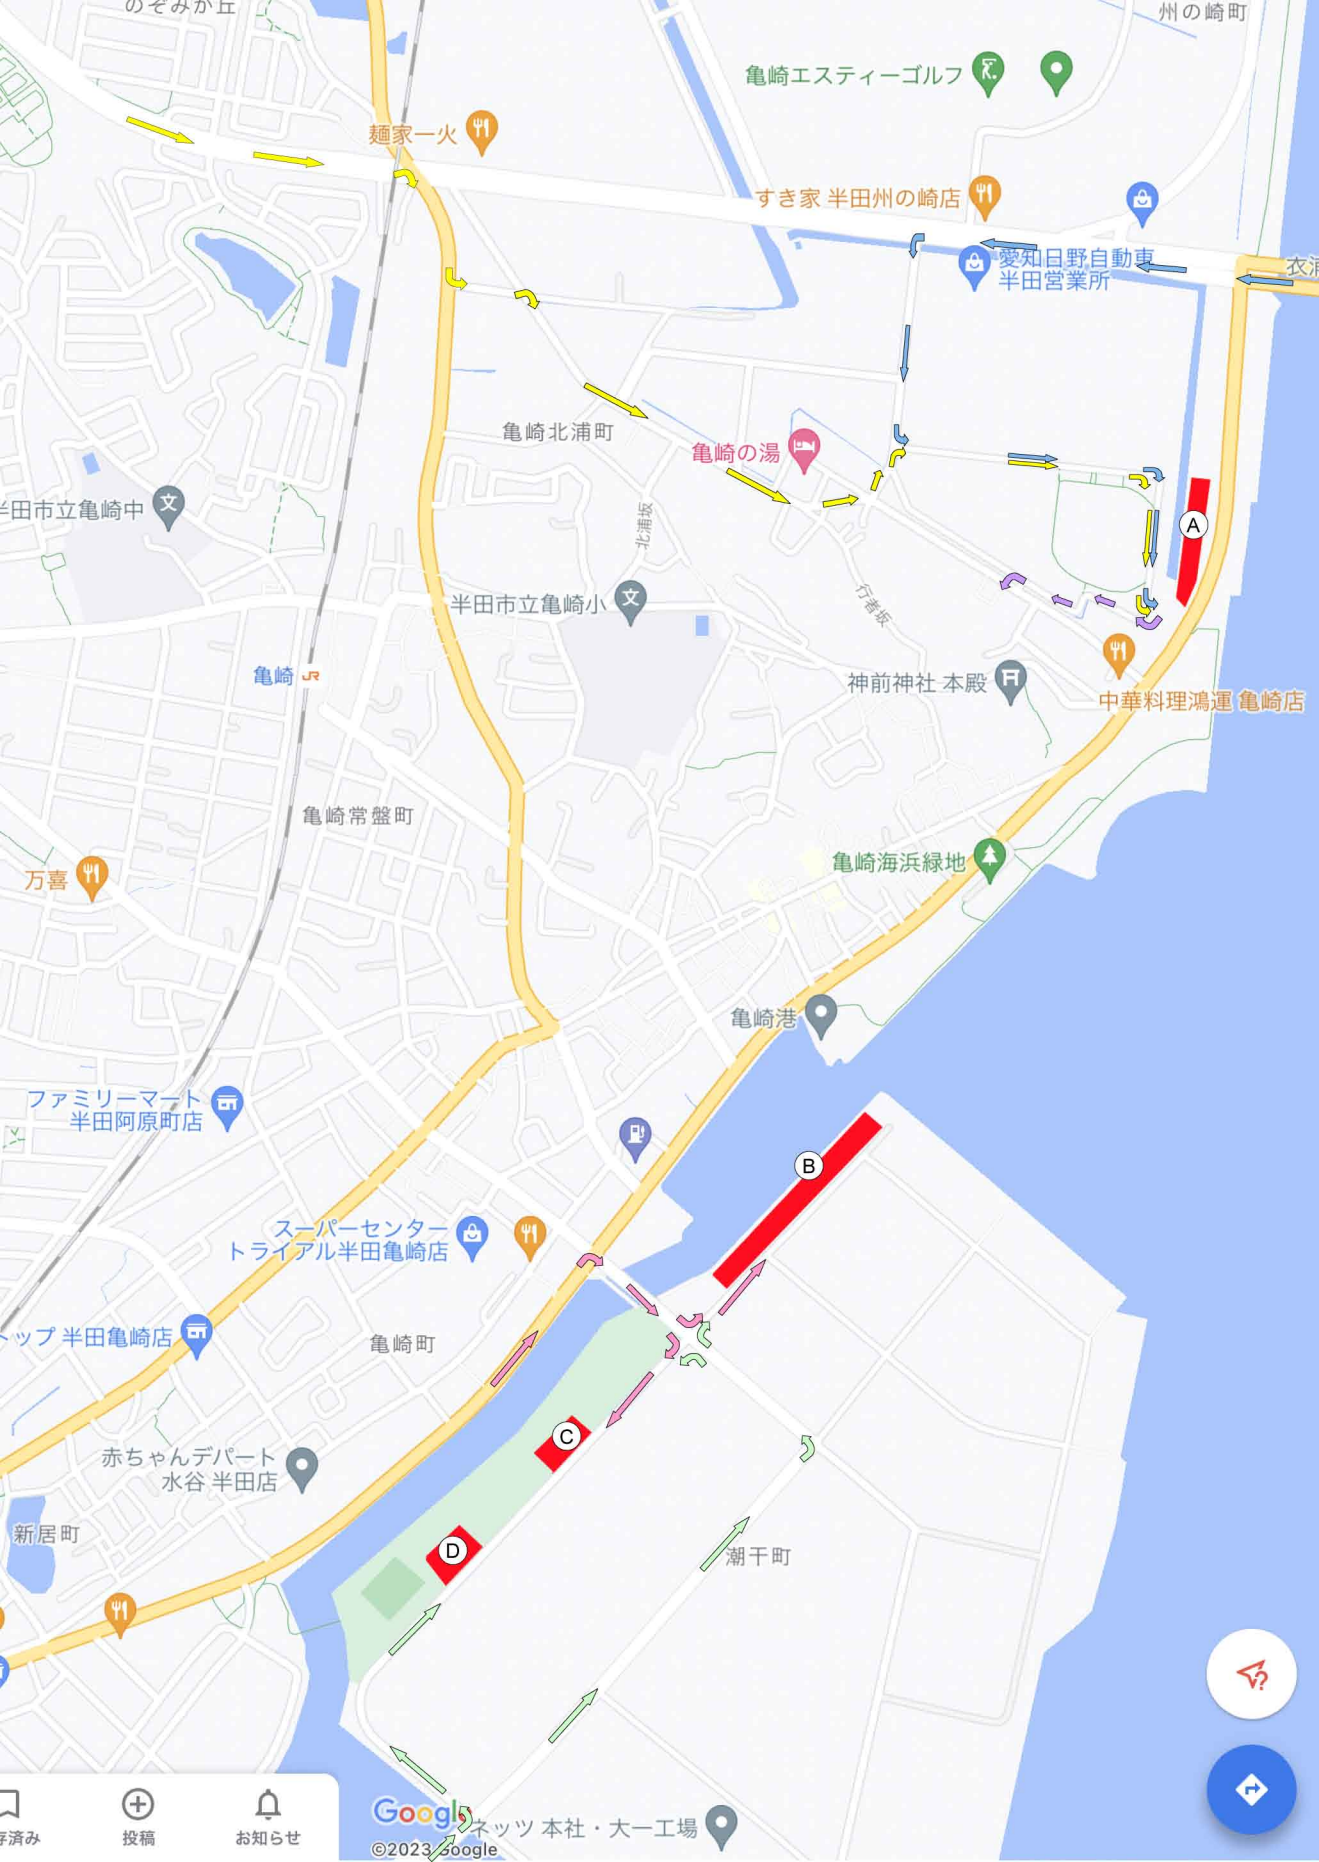 のぞみが丘
州の崎町
亀崎エスティーゴルフ
麺家一火
すき家 半田州の崎店
愛知日野自動車
半田営業所
衣浦
亀崎北浦町
亀崎の湯
半田市立亀崎中
北浦坂
A
半田市立亀崎小
行者坂
亀崎
神前神社 本殿
中華料理鴻運 亀崎店
亀崎常盤町
亀崎海浜緑地
万喜
亀崎港
ファミリーマート
半田阿原町店
B
スーパーセンター
トライアル半田亀崎店
トップ 半田亀崎店
亀崎町
C
赤ちゃんデパート
水谷 半田店
新居町
D
潮干町
Google
ネッツ 本社・大一工場
©2023 Google
存済み
投稿
お知らせ